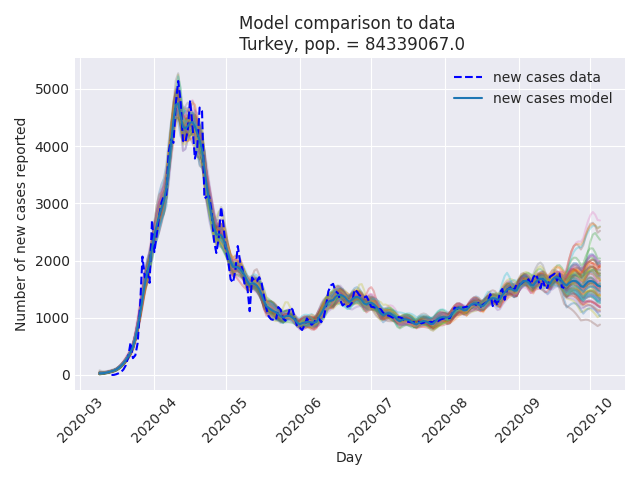 Model comparison to data
Turkey, pop. = 84339067.0
new cases data
new cases model
Number of new cases reported
5000
4000
3000
2000
1000
0
2020-03
2020-04
2020-05
2020-06
2020-07
2020-08
2020-09
2020-10
Day